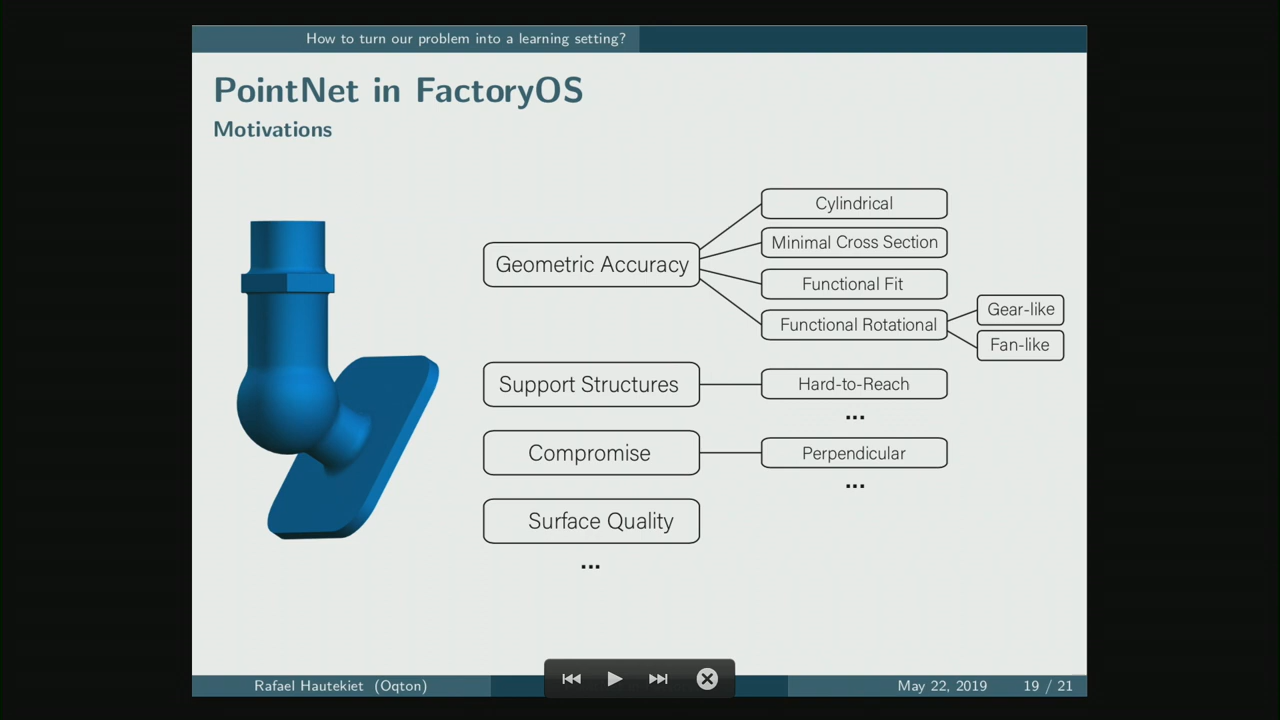 How to turn our problem into a learning setting?
PointNet in FactoryOS
Motivations
Geometric Accuracy
Cylindrical
Minimal Cross Section
Functional Fit
Functional Rotational
Gear-like
Fan-like
Support Structures
Hard-to-Reach
...
Compromise
Perpendicular
...
Surface Quality
...
Rafael Hautekiet (Oqton)
May 22, 2019
19 / 21